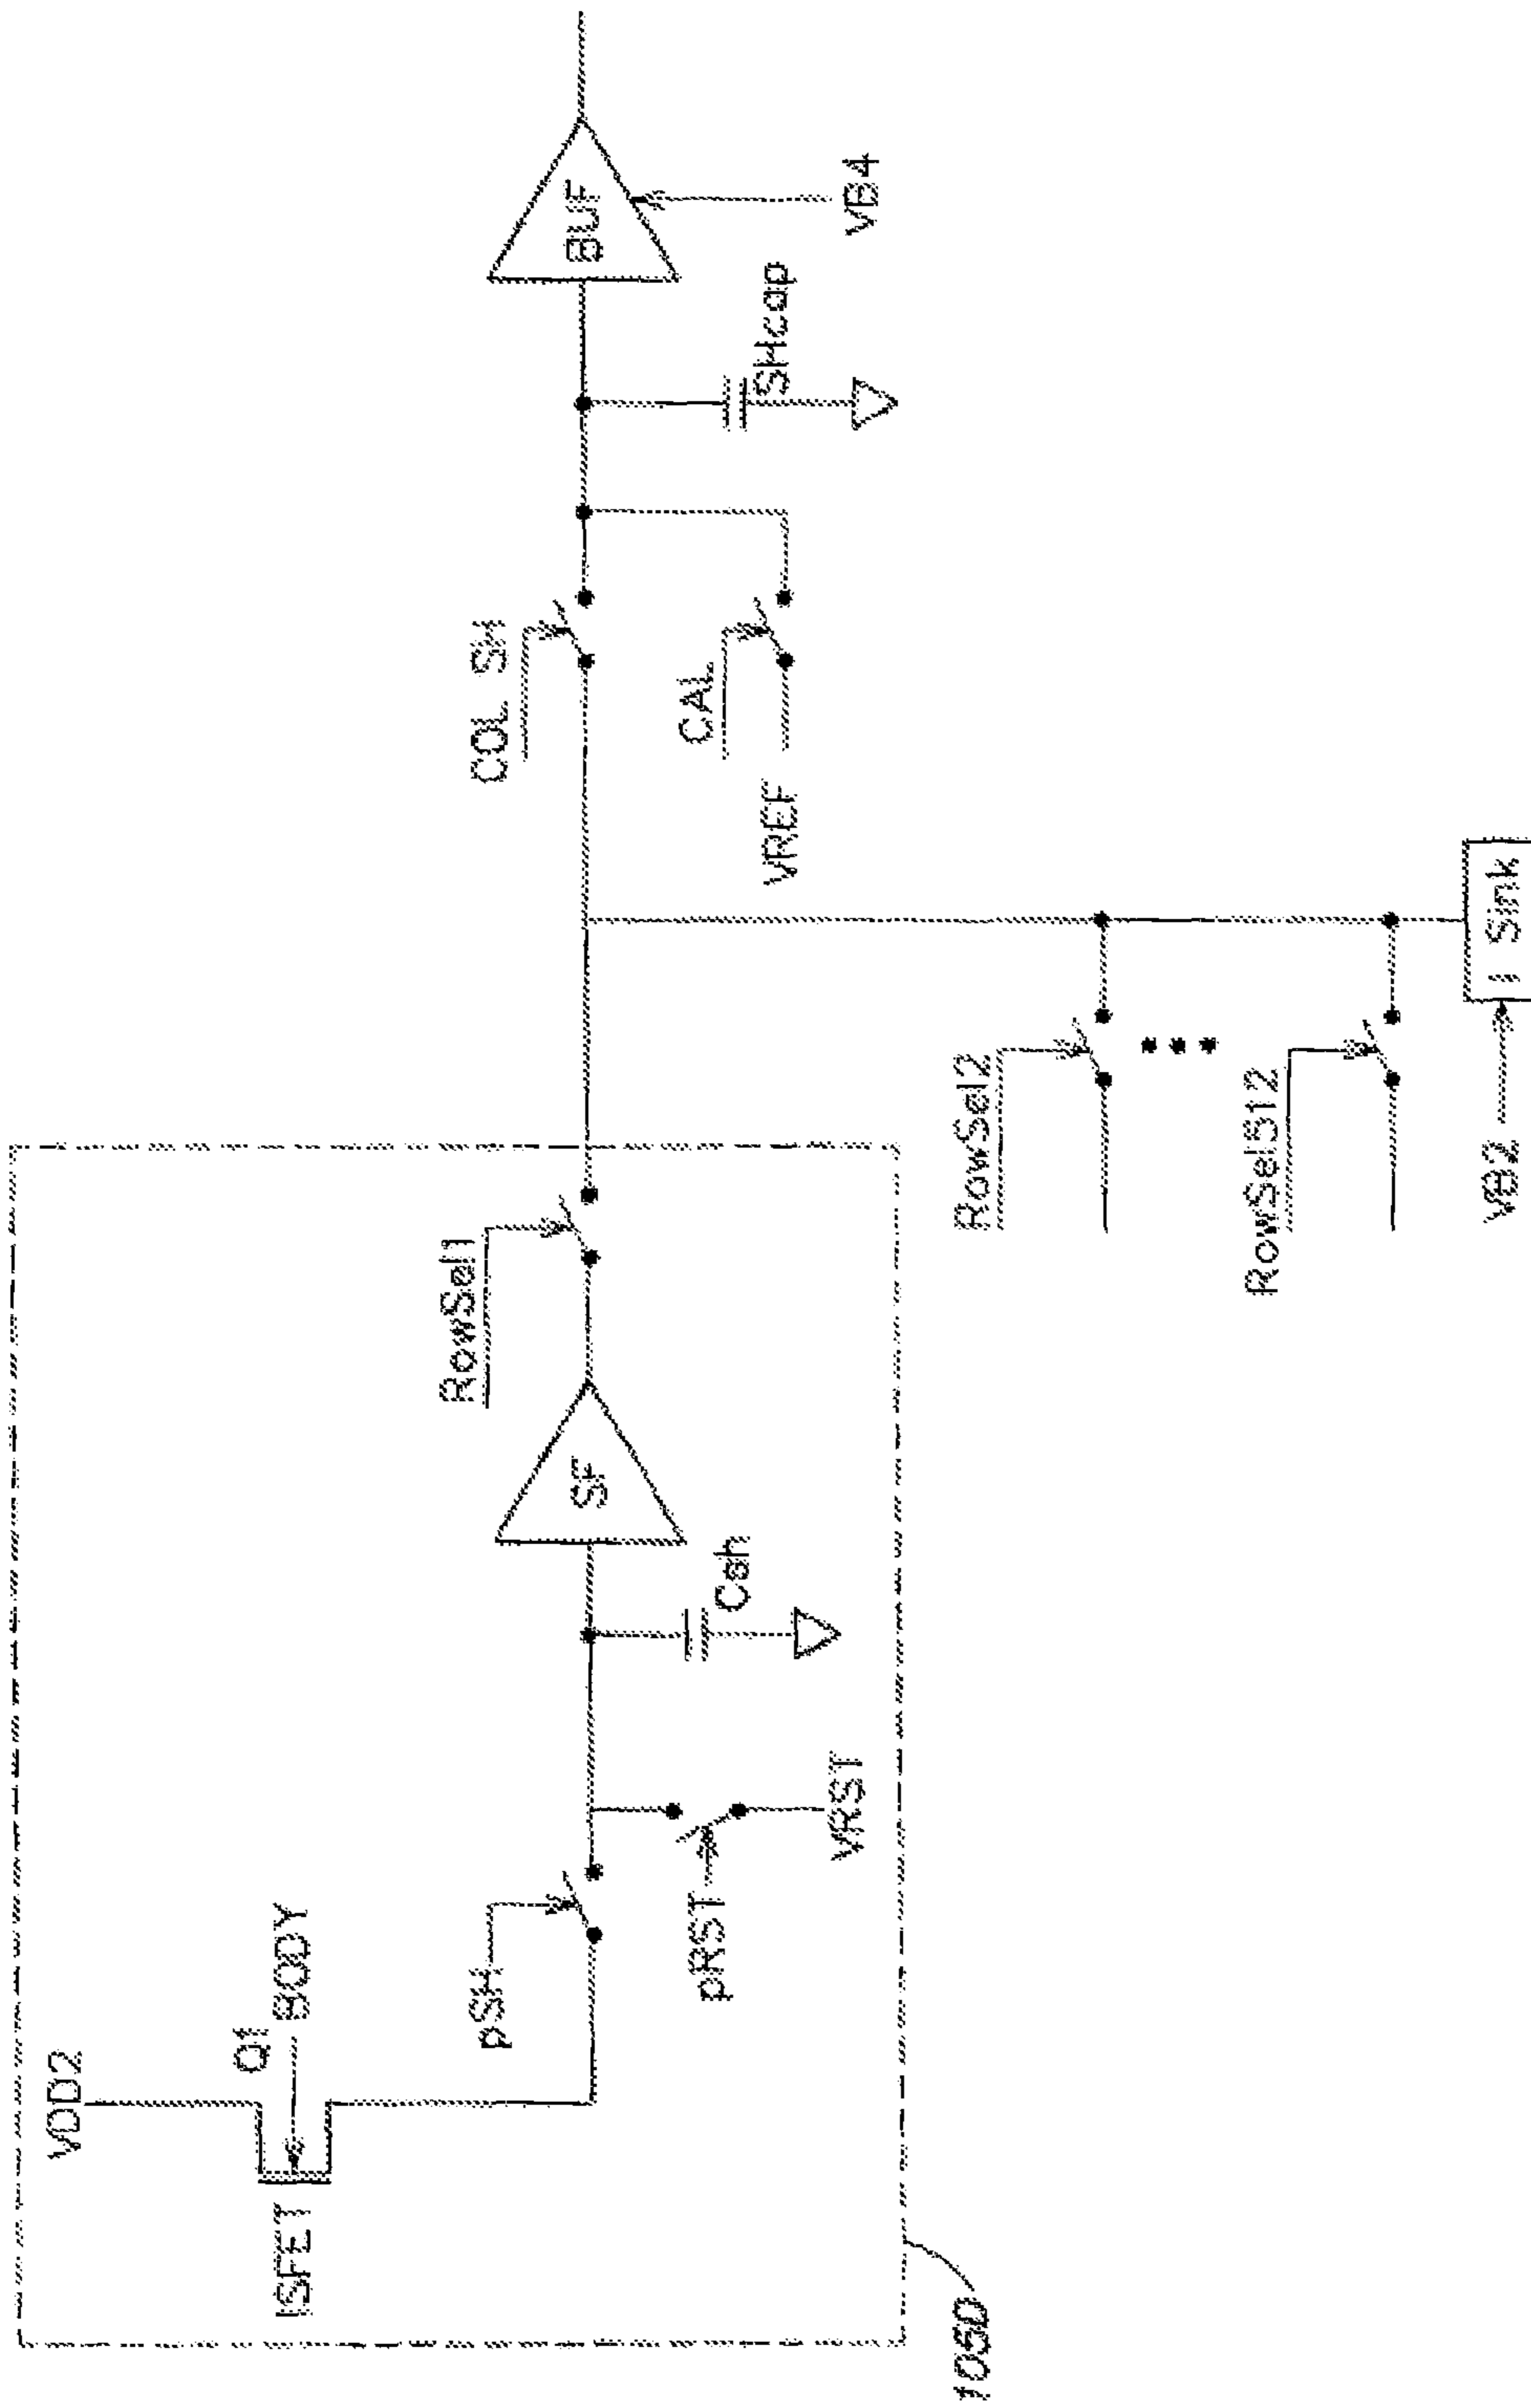 VDD2
Q1
ISFET
BODY
pSH
pRST
VRST
Csh
SF
RowSel1
RowSel2
RowSel512
VB2
I Sink
COL SH
CAL
VREF
SHcap
BUF
VB4
105D